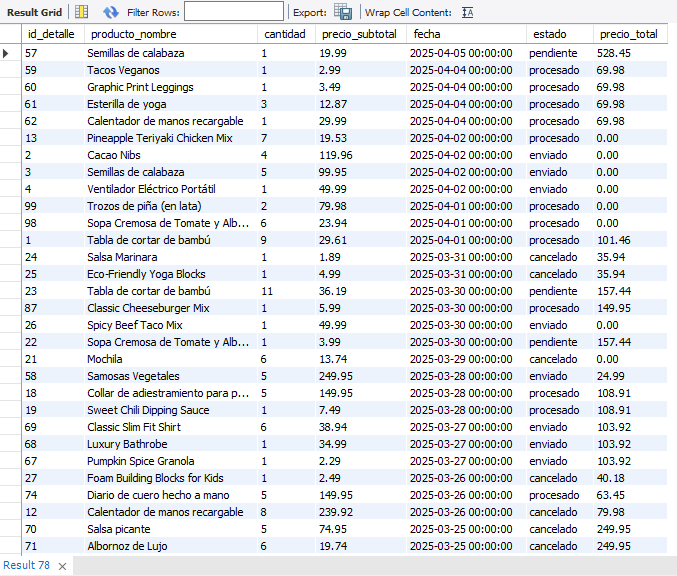 Result Grid Filter Rows: Export: Wrap Cell Content:
id_detalle producto_nombre cantidad precio_subtotal fecha estado precio_total
57 Semillas de calabaza 1 19.99 2025-04-05 00:00:00 pendiente 528.45
59 Tacos Veganos 1 2.99 2025-04-04 00:00:00 procesado 69.98
60 Graphic Print Leggings 1 3.49 2025-04-04 00:00:00 procesado 69.98
61 Esterilla de yoga 3 12.87 2025-04-04 00:00:00 procesado 69.98
62 Calentador de manos recargable 1 29.99 2025-04-04 00:00:00 procesado 69.98
13 Pineapple Teriyaki Chicken Mix 7 19.53 2025-04-02 00:00:00 procesado 0.00
2 Cacao Nibs 4 119.96 2025-04-02 00:00:00 enviado 0.00
3 Semillas de calabaza 5 99.95 2025-04-02 00:00:00 enviado 0.00
4 Ventilador Eléctrico Portátil 1 49.99 2025-04-02 00:00:00 enviado 0.00
99 Trozos de piña (en lata) 2 79.98 2025-04-01 00:00:00 procesado 0.00
98 Sopa Cremosa de Tomate y Alb... 6 23.94 2025-04-01 00:00:00 procesado 0.00
1 Tabla de cortar de bambú 9 29.61 2025-04-01 00:00:00 procesado 101.46
24 Salsa Marinara 1 1.89 2025-03-31 00:00:00 cancelado 35.94
25 Eco-Friendly Yoga Blocks 1 4.99 2025-03-31 00:00:00 cancelado 35.94
23 Tabla de cortar de bambú 11 36.19 2025-03-30 00:00:00 pendiente 157.44
87 Classic Cheeseburger Mix 1 5.99 2025-03-30 00:00:00 procesado 149.95
26 Spicy Beef Taco Mix 1 49.99 2025-03-30 00:00:00 enviado 0.00
22 Sopa Cremosa de Tomate y Alb... 1 3.99 2025-03-30 00:00:00 pendiente 157.44
21 Mochila 6 13.74 2025-03-29 00:00:00 cancelado 0.00
58 Samosas Vegetales 5 249.95 2025-03-28 00:00:00 enviado 24.99
18 Collar de adiestramiento para p... 5 149.95 2025-03-28 00:00:00 procesado 108.91
19 Sweet Chili Dipping Sauce 1 7.49 2025-03-28 00:00:00 procesado 108.91
69 Classic Slim Fit Shirt 6 38.94 2025-03-27 00:00:00 enviado 103.92
68 Luxury Bathrobe 1 34.99 2025-03-27 00:00:00 enviado 103.92
67 Pumpkin Spice Granola 1 2.29 2025-03-27 00:00:00 enviado 103.92
27 Foam Building Blocks for Kids 1 2.49 2025-03-26 00:00:00 cancelado 40.18
74 Diario de cuero hecho a mano 5 149.95 2025-03-26 00:00:00 procesado 63.45
12 Calentador de manos recargable 8 239.92 2025-03-26 00:00:00 cancelado 79.98
70 Salsa picante 5 74.95 2025-03-25 00:00:00 cancelado 249.95
71 Albornoz de Lujo 6 19.74 2025-03-25 00:00:00 cancelado 249.95
Result 78